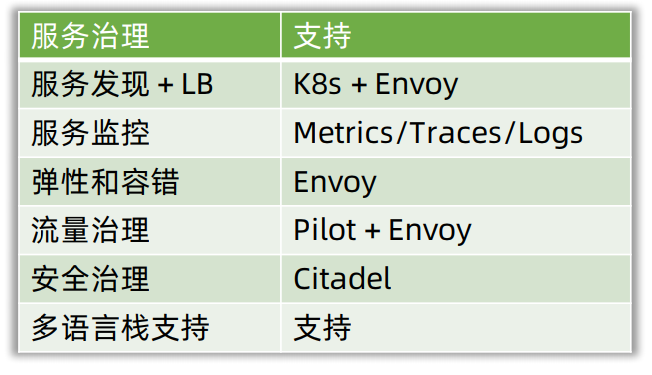 服务治理 支持
服务发现 + LB K8s + Envoy
服务监控 Metrics/Traces/Logs
弹性和容错 Envoy
流量治理 Pilot + Envoy
安全治理 Citadel
多语言栈支持 支持